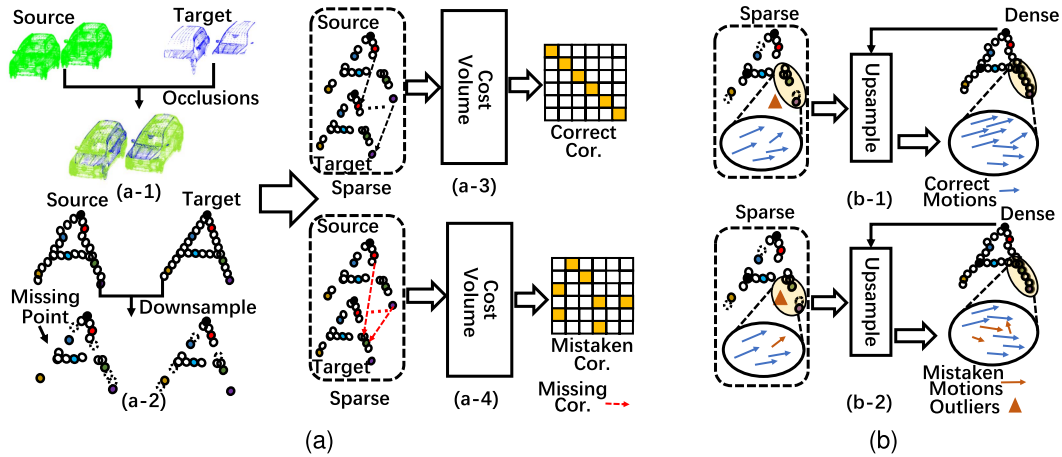 Source
Target
Occlusions
(a-1)
Source
Target
Missing
Point
Downsample
(a-2)
Source
Target
Sparse
Cost
Volume
Correct
Cor.
(a-3)
Source
Target
Sparse
Cost
Volume
Mistaken
Cor.
(a-4)
Missing
Cor.
(a)
Sparse
Dense
Upsample
Correct
Motions
(b-1)
Sparse
Dense
Upsample
Mistaken
Motions
Outliers
(b-2)
(b)